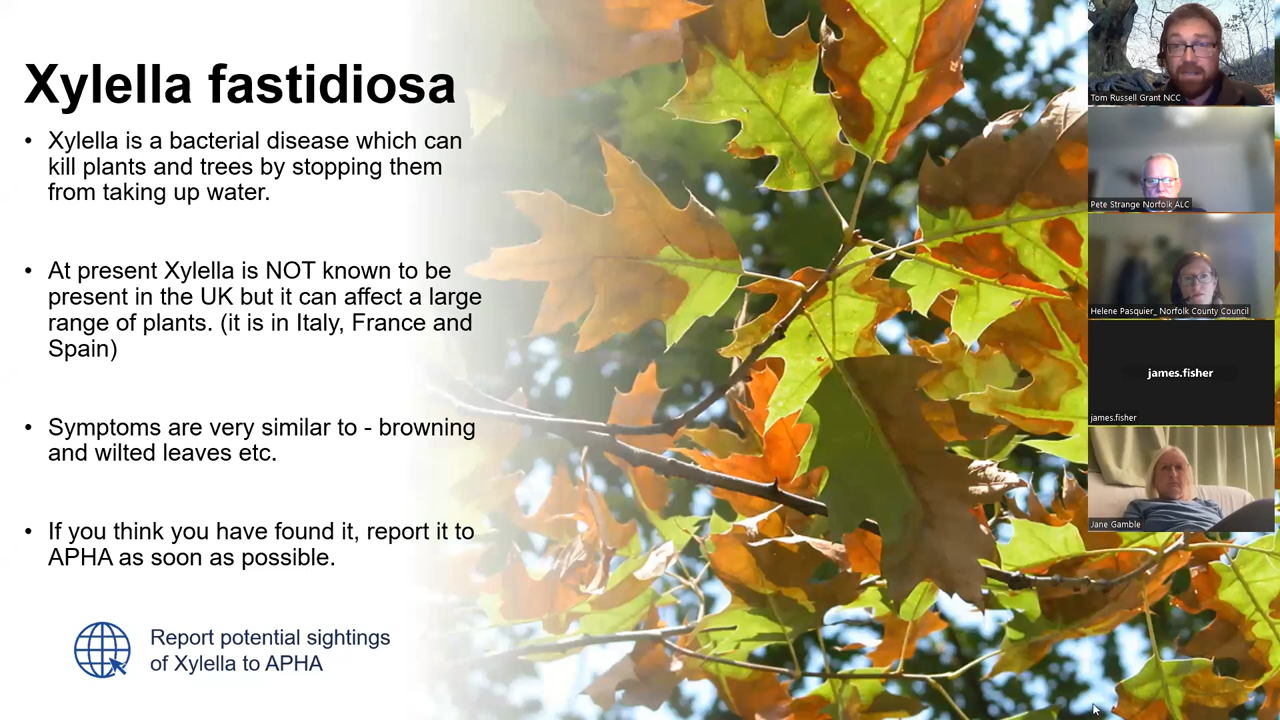 Xylella fastidiosa
• Xylella is a bacterial disease which can
kill plants and trees by stopping them
from taking up water.
• At present Xylella is NOT known to be
present in the UK but it can affect a large
range of plants. (it is in Italy, France and
Spain)
• Symptoms are very similar to - browning
and wilted leaves etc.
• If you think you have found it, report it to
APHA as soon as possible.
Report potential sightings
of Xylella to APHA
Tom Russell Grant NCC
Pete Strange Norfolk ALC
Helene Pasquier_ Norfolk County Council
james.fisher
james.fisher
Jane Gamble